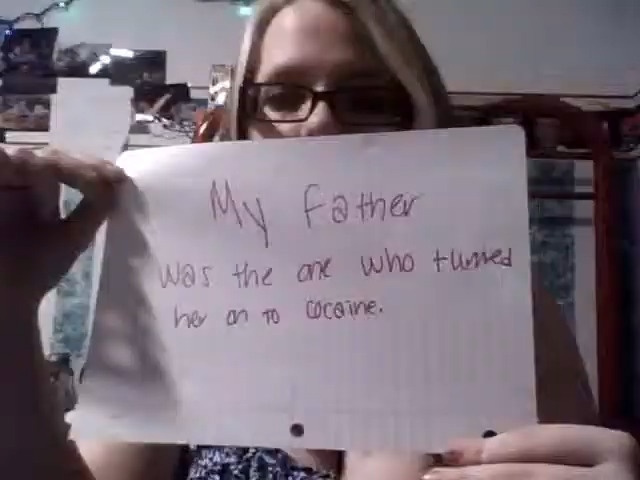 My Father
was the one who turned
her on to cocaine.